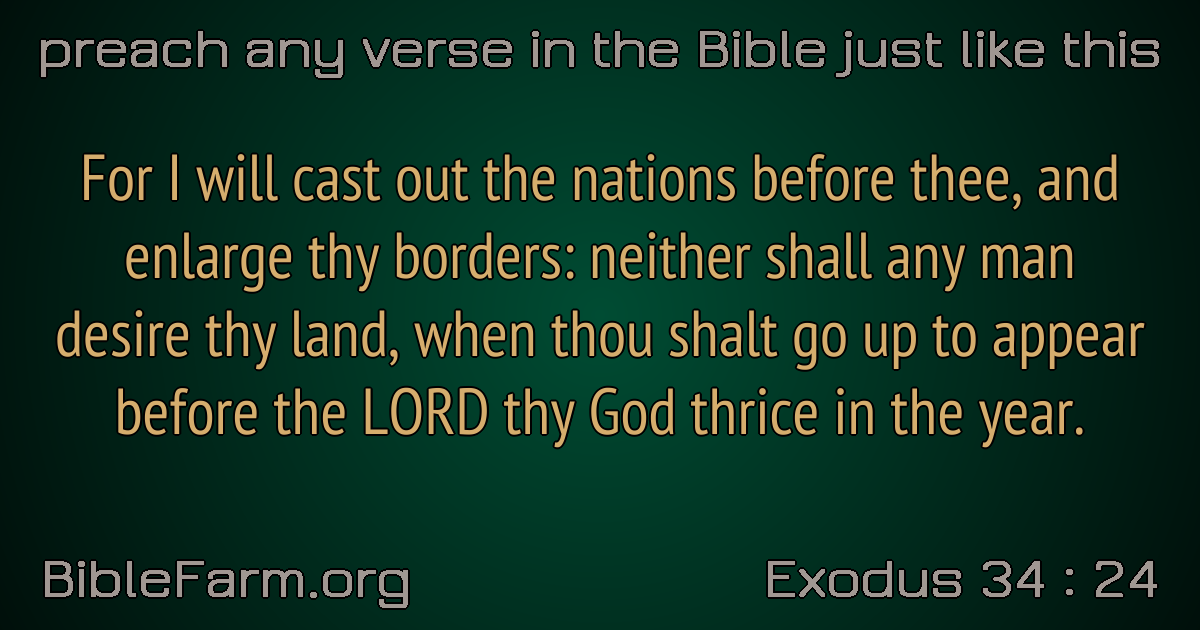 preach any verse in the Bible just like this
For I will cast out the nations before thee, and
enlarge thy borders: neither shall any man
desire thy land, when thou shalt go up to appear
before the LORD thy God thrice in the year.
BibleFarm.org
Exodus 34 : 24